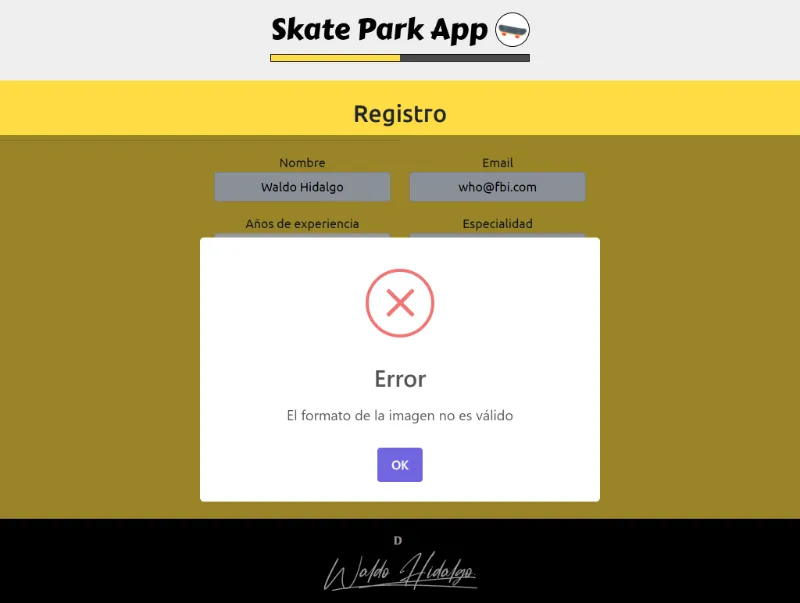 Skate Park App
Registro
Nombre
Email
Waldo Hidalgo
who@fbi.com
Años de experiencia
Especialidad
Error
El formato de la imagen no es válido
OK
D
Waldo Hidalgo